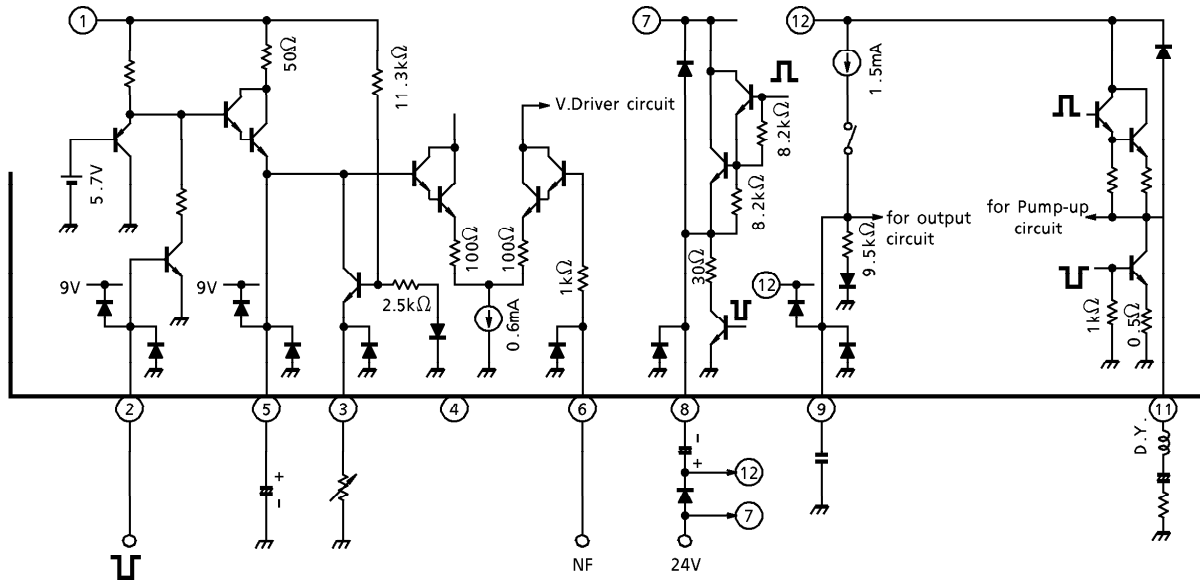 1
7
12
50Ω
11.3kΩ
V.Driver circuit
8.2kΩ
1.5mA
5.7V
8.2kΩ
for output
circuit
for Pump-up
circuit
100Ω
100Ω
1kΩ
30Ω
9.5kΩ
9V
9V
2.5kΩ
0.6mA
12
1kΩ
0.5Ω
2
5
3
4
6
8
9
11
+
-
-
+
12
7
D.Y.
NF
24V